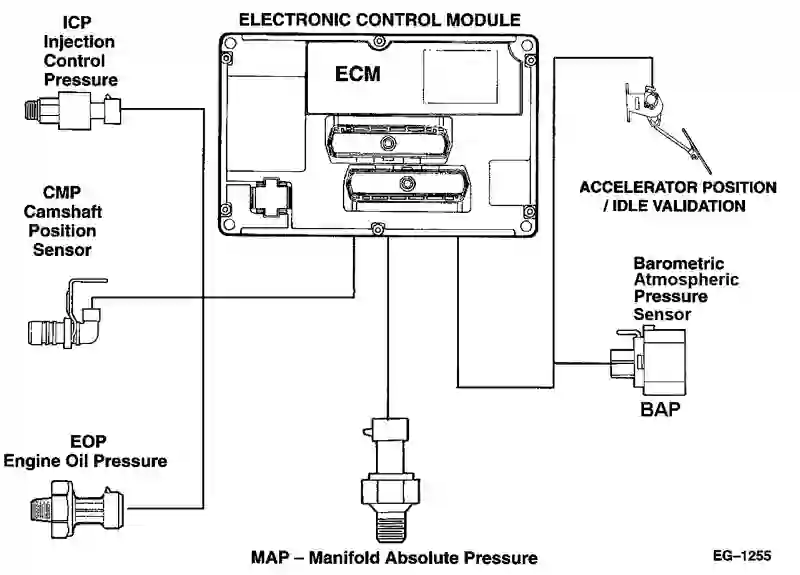 ELECTRONIC CONTROL MODULE
ECM
ICP
Injection
Control
Pressure
CMP
Camshaft
Position
Sensor
EOP
Engine Oil Pressure
ACCELERATOR POSITION
/ IDLE VALIDATION
Barometric
Atmospheric
Pressure
Sensor
BAP
MAP – Manifold Absolute Pressure
EG–1255